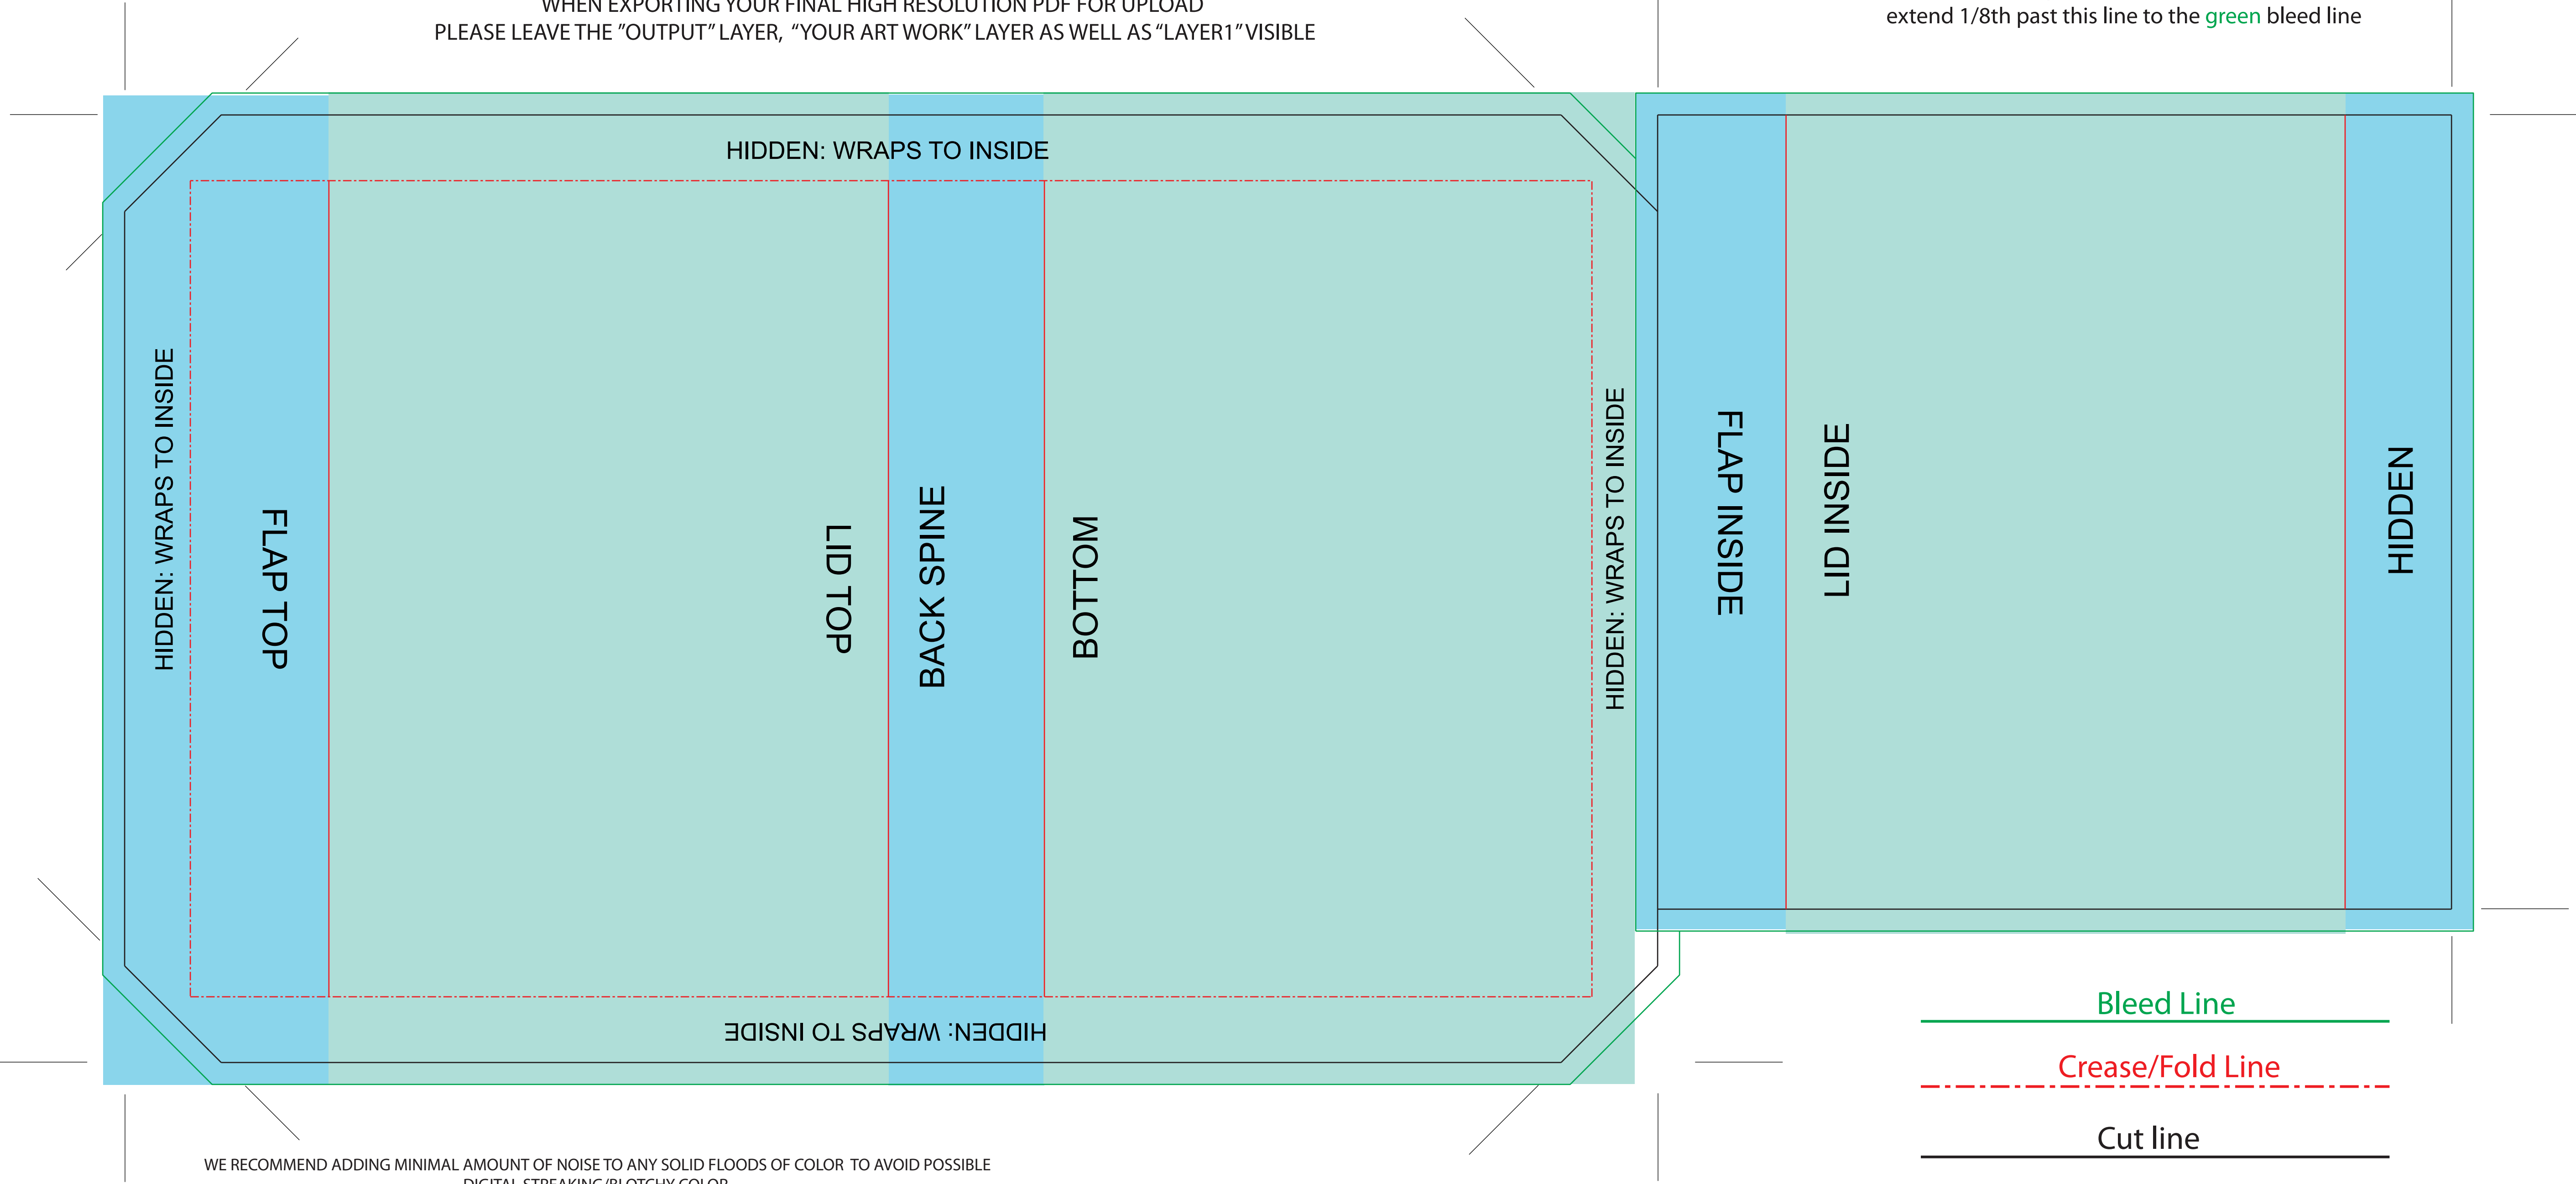 WHEN EXPORTING YOUR FINAL HIGH RESOLUTION PDF FOR UPLOAD
PLEASE LEAVE THE ”OUTPUT” LAYER, “YOUR ART WORK” LAYER AS WELL AS “LAYER1” VISIBLE
extend 1/8th past this line to the green bleed line
HIDDEN: WRAPS TO INSIDE
HIDDEN: WRAPS TO INSIDE
FLAP TOP
LID TOP
BACK SPINE
BOTTOM
HIDDEN: WRAPS TO INSIDE
FLAP INSIDE
LID INSIDE
HIDDEN
HIDDEN: WRAPS TO INSIDE
Bleed Line
Crease/Fold Line
Cut line
WE RECOMMEND ADDING MINIMAL AMOUNT OF NOISE TO ANY SOLID FLOODS OF COLOR TO AVOID POSSIBLE
DIGITAL STREAKING/BLOTCHY COLOR